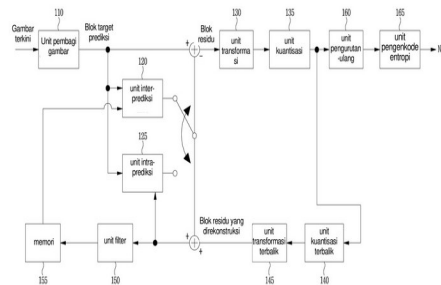 110
Gambar
terkini
Unit pembagi
gambar
Blok target
prediksi
Blok
residu
130
unit
transforma
si
135
unit
kuantisasi
160
unit
pengurutan
-ulang
165
unit
pengenkode
entropi
N
120
unit inter-
prediksi
125
unit
intra-
prediksi
Blok residu yang
direkonstruksi
memori
155
unit filter
150
unit
transformasi
terbalik
145
unit
kuantisasi
terbalik
140